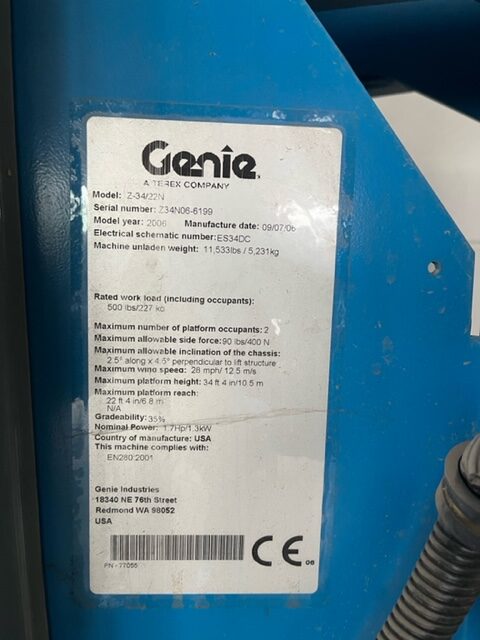 Genie
A TEREX COMPANY
Model: Z-34/22N
Serial number: Z34N06-6199
Model year: 2006 Manufacture date: 09/07/06
Electrical schematic number:ES34DC
Machine unladen weight: 11,533lbs / 5,231kg
Rated work load (including occupants):
500 lbs/227 kg
Maximum number of platform occupants: 2
Maximum allowable side force: 90 lbs/400 N
Maximum allowable inclination of the chassis:
2.5° along x 4.5° perpendicular to lift structure
Maximum wind speed: 28 mph/ 12.5 m/s
Maximum platform height: 34 ft 4 in/10.5 m
Maximum platform reach:
22 ft 4 in/6.8 m
N/A
Gradeability: 35%
Nominal Power: 1.7Hp/1.3kW
Country of manufacture: USA
This machine complies with:
EN280:2001
Genie Industries
18340 NE 76th Street
Redmond WA 98052
USA
CE 06
PN - 77055